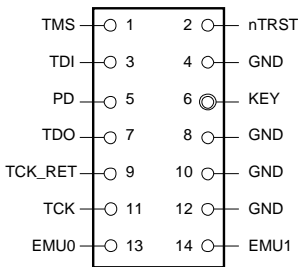 TMS 1 2 nTRST
TDI 3 4 GND
PD 5 6 KEY
TDO 7 8 GND
TCK_RET 9 10 GND
TCK 11 12 GND
EMU0 13 14 EMU1